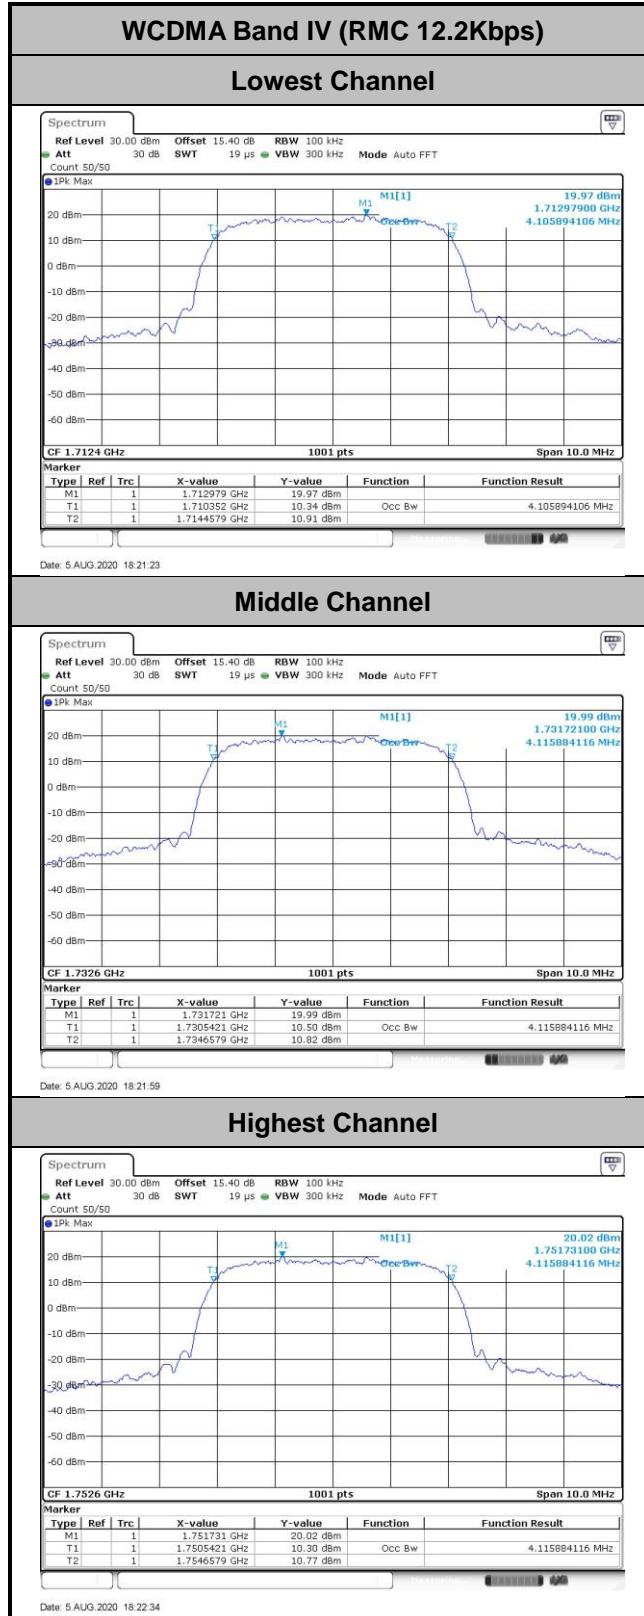 WCDMA Band IV (RMC 12.2Kbps)
Lowest Channel
Spectrum
Ref Level 30.00 dBm Offset 15.40 dB RBW 100 kHz
Att 30 dB SWT 19 µs VBW 300 kHz Mode Auto FFT
Count 50/50
1Pk Max
M1[1] 19.97 dBm
1.71297900 GHz
Occ Bw 4.105894106 MHz
M1
T1
T2
20 dBm
10 dBm
0 dBm
-10 dBm
-20 dBm
-30 dBm
-40 dBm
-50 dBm
-60 dBm
CF 1.7124 GHz 1001 pts Span 10.0 MHz
Marker
Type Ref Trc X-value Y-value Function Function Result
M1 1 1.712979 GHz 19.97 dBm
T1 1 1.710352 GHz 10.34 dBm Occ Bw 4.105894106 MHz
T2 1 1.7144579 GHz 10.91 dBm
Date: 5.AUG.2020 18:21:23
Middle Channel
Spectrum
Ref Level 30.00 dBm Offset 15.40 dB RBW 100 kHz
Att 30 dB SWT 19 µs VBW 300 kHz Mode Auto FFT
Count 50/50
1Pk Max
M1[1] 19.99 dBm
1.73172100 GHz
Occ Bw 4.115884116 MHz
M1
T1
T2
20 dBm
10 dBm
0 dBm
-10 dBm
-20 dBm
-30 dBm
-40 dBm
-50 dBm
-60 dBm
CF 1.7326 GHz 1001 pts Span 10.0 MHz
Marker
Type Ref Trc X-value Y-value Function Function Result
M1 1 1.731721 GHz 19.99 dBm
T1 1 1.7305421 GHz 10.50 dBm Occ Bw 4.115884116 MHz
T2 1 1.7346579 GHz 10.82 dBm
Date: 5.AUG.2020 18:21:59
Highest Channel
Spectrum
Ref Level 30.00 dBm Offset 15.40 dB RBW 100 kHz
Att 30 dB SWT 19 µs VBW 300 kHz Mode Auto FFT
Count 50/50
1Pk Max
M1[1] 20.02 dBm
1.75173100 GHz
Occ Bw 4.115884116 MHz
M1
T1
T2
20 dBm
10 dBm
0 dBm
-10 dBm
-20 dBm
-30 dBm
-40 dBm
-50 dBm
-60 dBm
CF 1.7526 GHz 1001 pts Span 10.0 MHz
Marker
Type Ref Trc X-value Y-value Function Function Result
M1 1 1.751731 GHz 20.02 dBm
T1 1 1.7505421 GHz 10.30 dBm Occ Bw 4.115884116 MHz
T2 1 1.7546579 GHz 10.77 dBm
Date: 5.AUG.2020 18:22:34